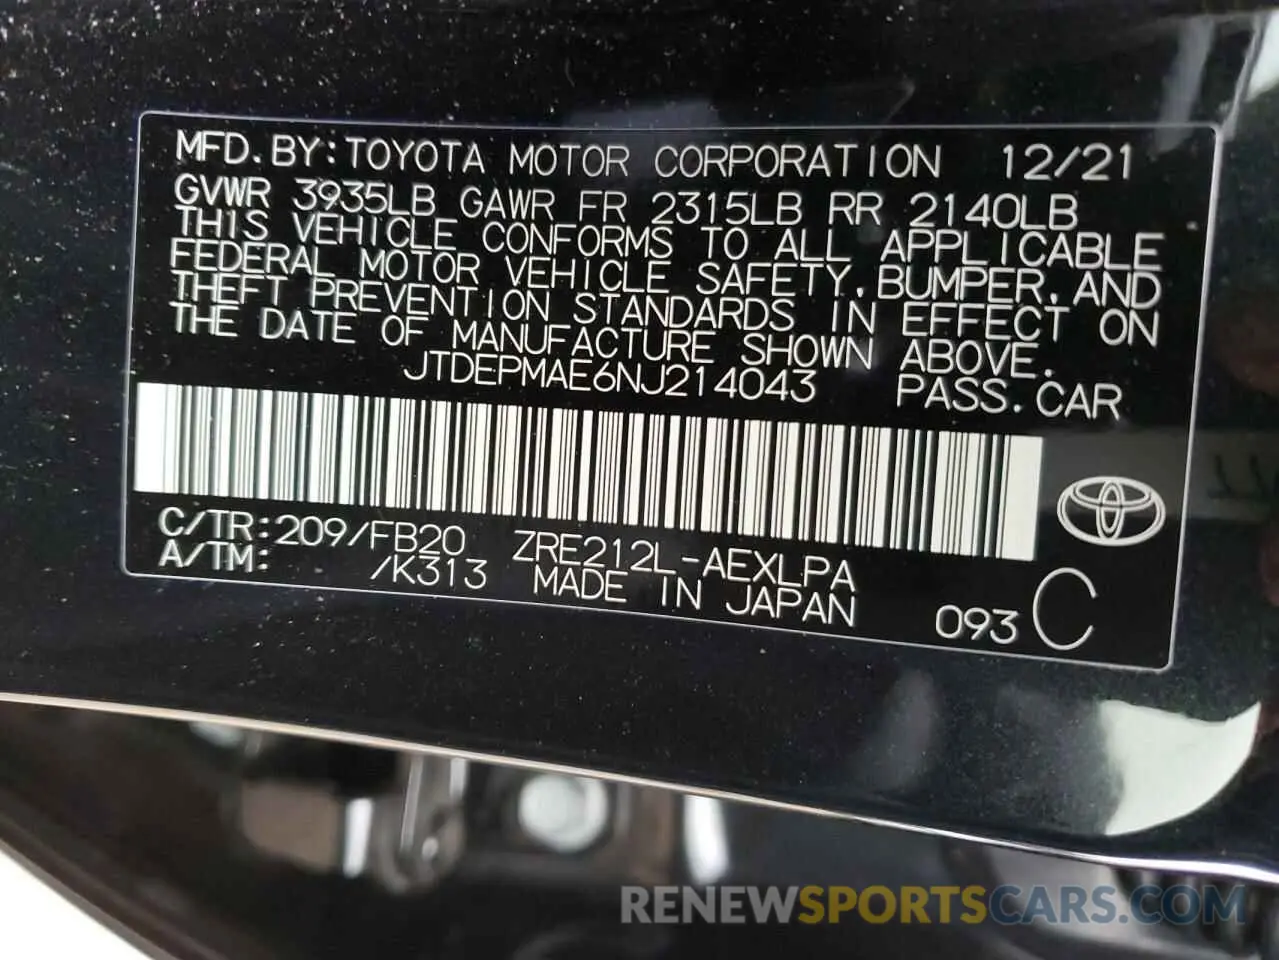 MFD.BY:TOYOTA MOTOR CORPORATION 12/21
GVWR 3935LB GAWR FR 2315LB RR 2140LB
THIS VEHICLE CONFORMS TO ALL APPLICABLE
FEDERAL MOTOR VEHICLE SAFETY,BUMPER,AND
THEFT PREVENTION STANDARDS IN EFFECT ON
THE DATE OF MANUFACTURE SHOWN ABOVE.
JTDEPMAE6NJ214043 PASS.CAR
C/TR:209/FB20 ZRE212L-AEXLPA
A/TM: /K313 MADE IN JAPAN
093 C
RENEWSPORTSCARS.COM